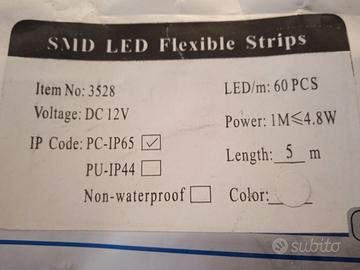 SMD LED Flexible Strips
Item No: 3528
LED/m: 60 PCS
Voltage: DC 12V
Power: 1M≤4.8W
IP Code: PC-IP65
PU-IP44
Length: 5 m
Non-waterproof
Color:
subito